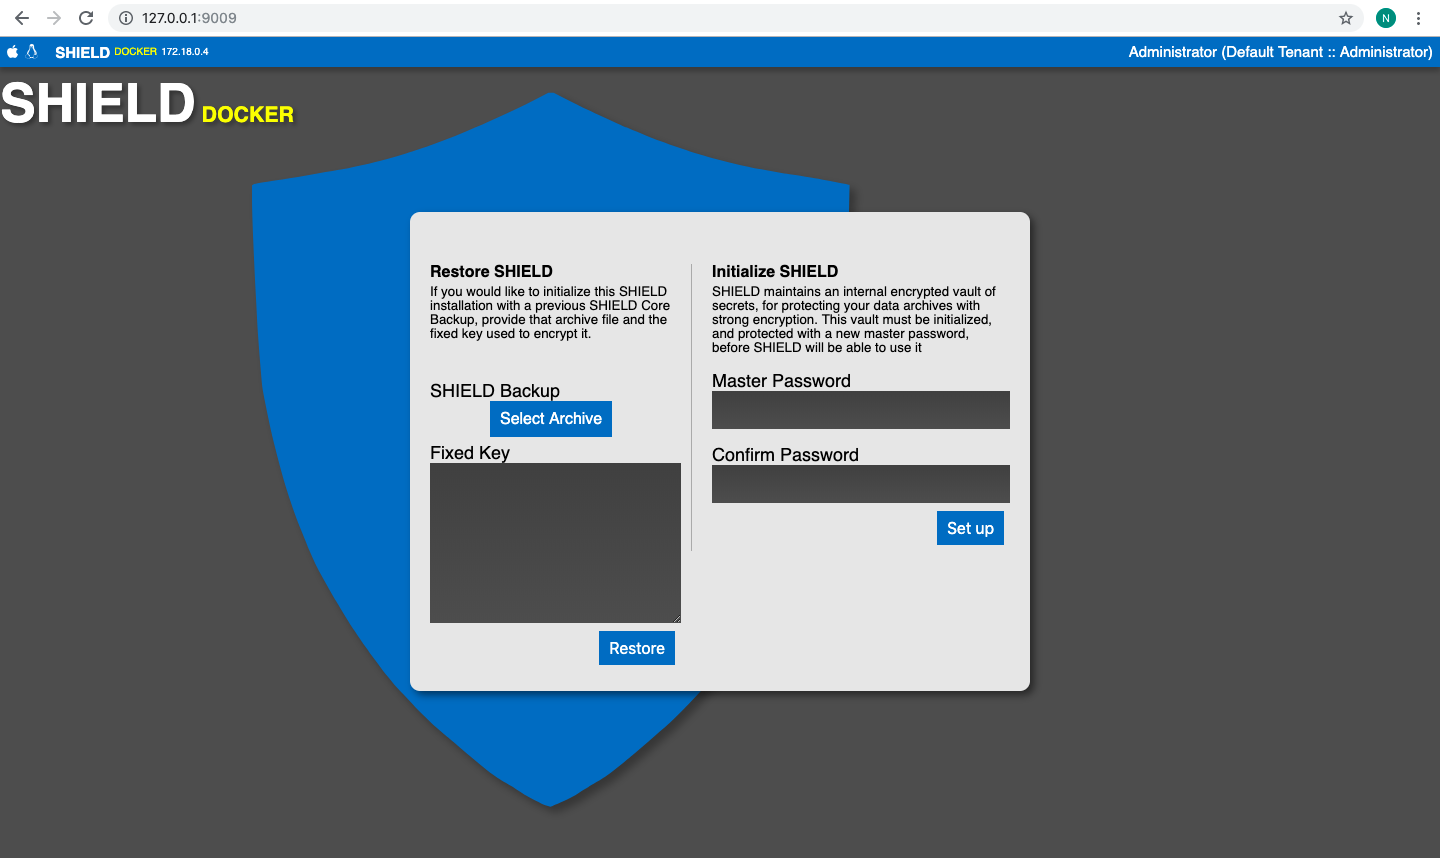 127.0.0.1:9009
N
SHIELD DOCKER 172.18.0.4
Administrator (Default Tenant :: Administrator)
SHIELD DOCKER
Restore SHIELD
If you would like to initialize this SHIELD
installation with a previous SHIELD Core
Backup, provide that archive file and the
fixed key used to encrypt it.
SHIELD Backup
Select Archive
Fixed Key
Restore
Initialize SHIELD
SHIELD maintains an internal encrypted vault of
secrets, for protecting your data archives with
strong encryption. This vault must be initialized,
and protected with a new master password,
before SHIELD will be able to use it
Master Password
Confirm Password
Set up